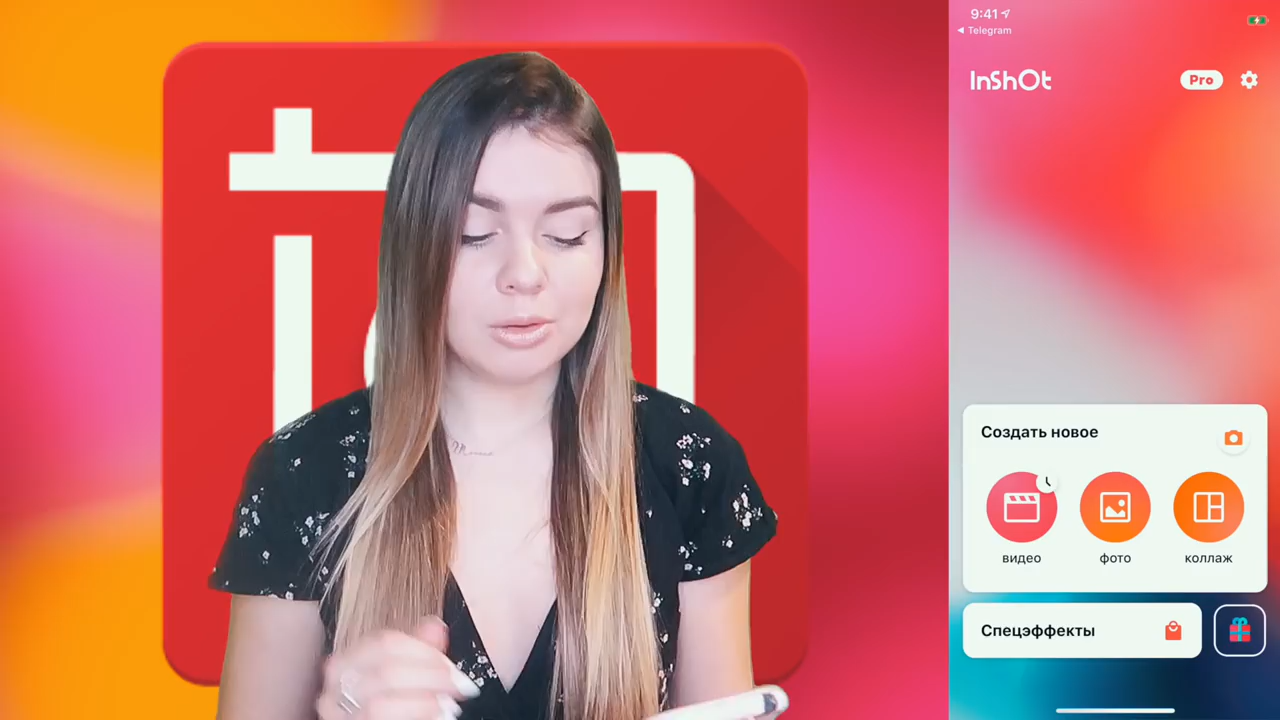 9:41
Telegram
InShOt
Pro
Создать новое
видео
фото
коллаж
Спецэффекты